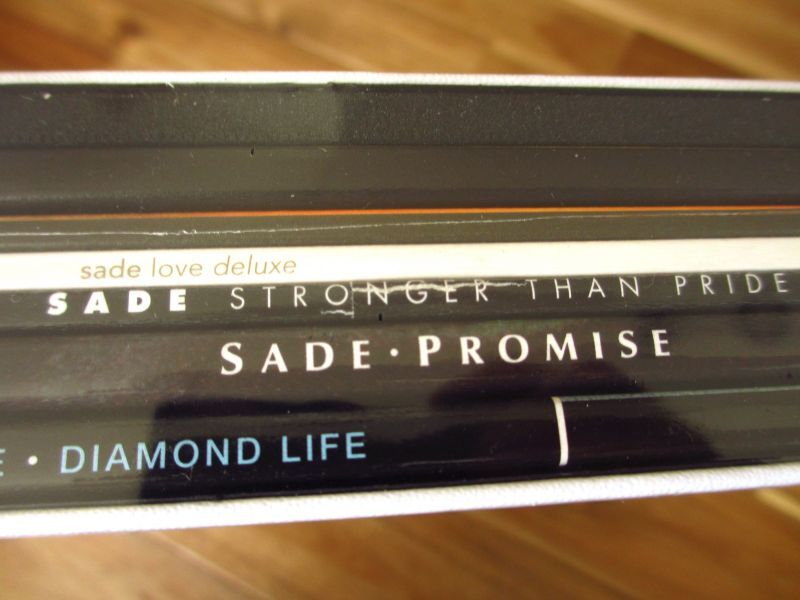 sade love deluxe
SADE STRONGER THAN PRIDE
SADE · PROMISE
E · DIAMOND LIFE